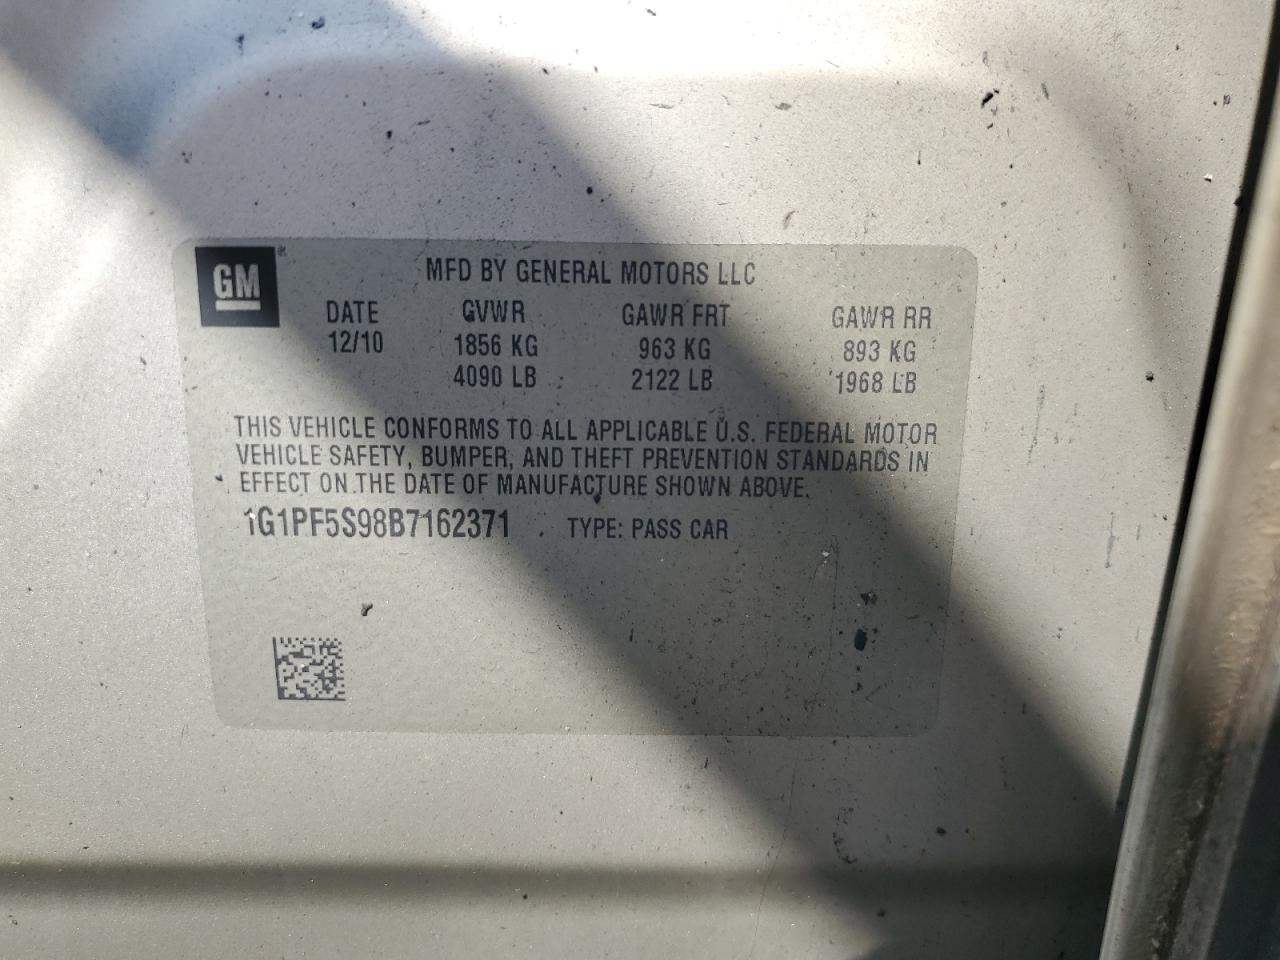 GM
MFD BY GENERAL MOTORS LLC
DATE GVWR GAWR FRT GAWR RR
12/10 1856 KG 963 KG 893 KG
4090 LB 2122 LB 1968 LB
THIS VEHICLE CONFORMS TO ALL APPLICABLE U.S. FEDERAL MOTOR
VEHICLE SAFETY, BUMPER, AND THEFT PREVENTION STANDARDS IN
EFFECT ON THE DATE OF MANUFACTURE SHOWN ABOVE.
1G1PF5S98B7162371 TYPE: PASS CAR